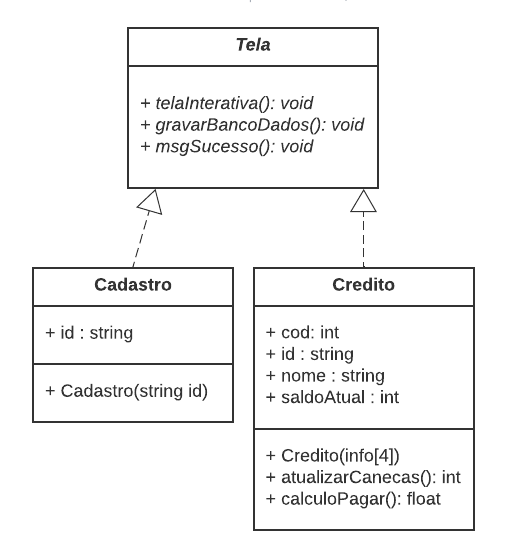 Tela
+ telaInterativa(): void
+ gravarBancoDados(): void
+ msgSucesso(): void
Cadastro
+ id : string
+ Cadastro(string id)
Credito
+ cod: int
+ id : string
+ nome : string
+ saldoAtual : int
+ Credito(info[4])
+ atualizarCanecas(): int
+ calculoPagar(): float